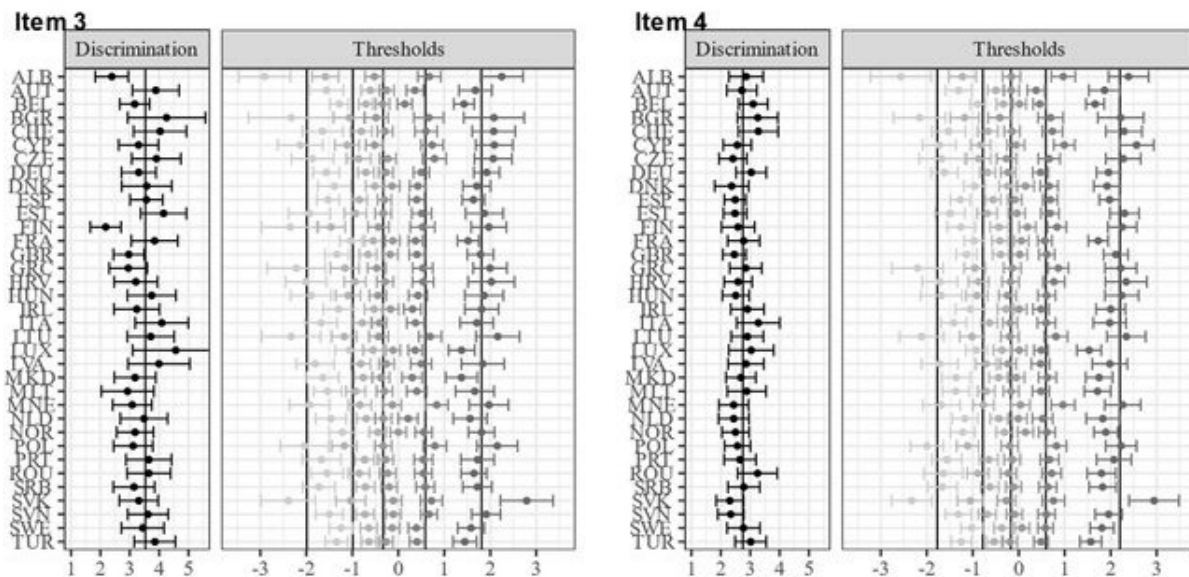 Item 3
Item 4
Discrimination
Thresholds
Discrimination
Thresholds
ALB
AUT
BEL
BGR
CHE
CYP
CZE
DEU
DNK
ESP
EST
FIN
FRA
GBR
GRC
HRV
HUN
IRL
ITA
LTU
LUX
LVA
MKD
MLT
MNE
NLD
NOR
POL
PRT
ROU
SRB
SVK
SVN
SWE
TUR
1 2 3 4 5
-3 -2 -1 0 1 2 3
ALB
AUT
BEL
BGR
CHE
CYP
CZE
DEU
DNK
ESP
EST
FIN
FRA
GBR
GRC
HRV
HUN
IRL
ITA
LTU
LUX
LVA
MKD
MLT
MNE
NLD
NOR
POL
PRT
ROU
SRB
SVK
SVN
SWE
TUR
1 2 3 4 5
-3 -2 -1 0 1 2 3